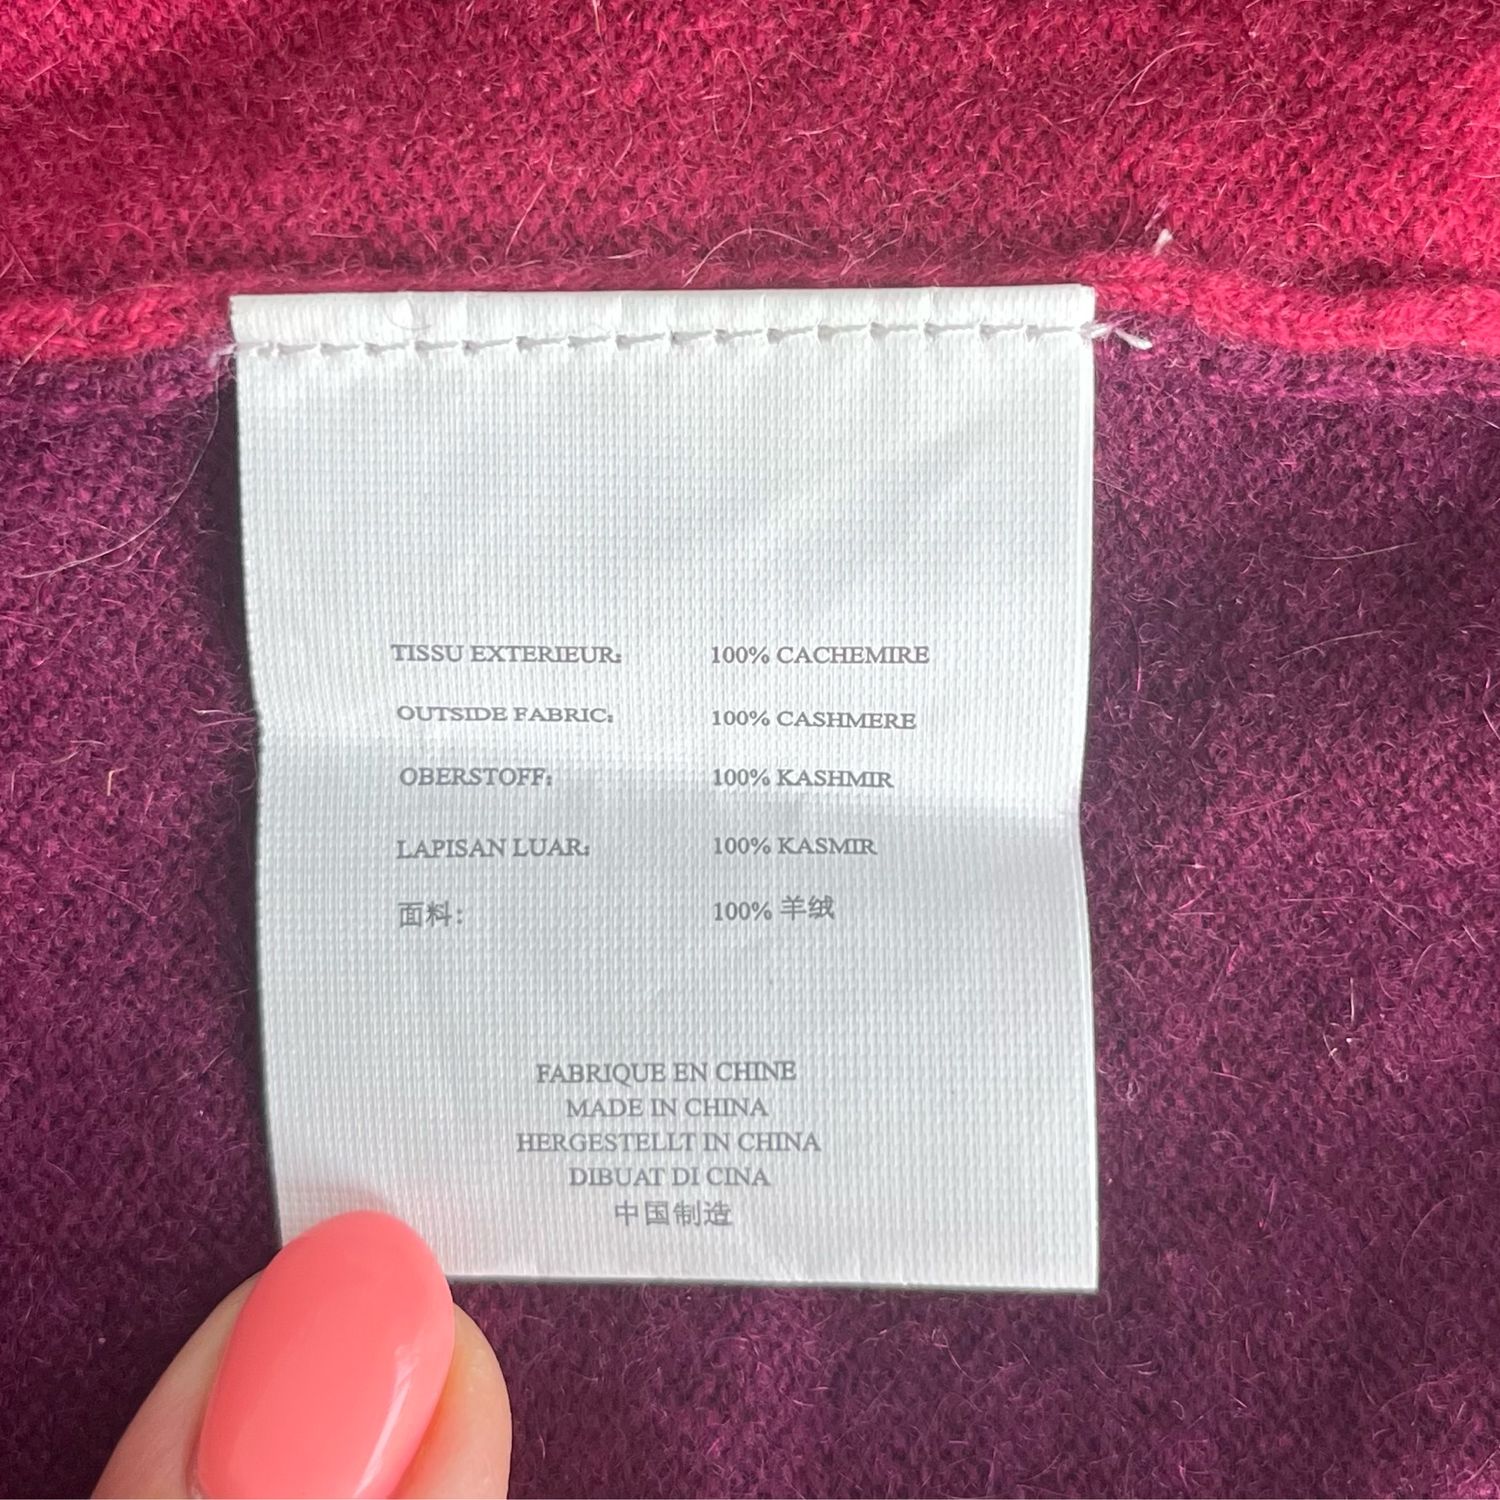 TISSU EXTERIEUR: 100% CACHEMIRE
OUTSIDE FABRIC: 100% CASHMERE
OBERSTOFF: 100% KASHMIR
LAPISAN LUAR: 100% KASMIR
面料: 100% 羊绒
FABRIQUE EN CHINE
MADE IN CHINA
HERGESTELLT IN CHINA
DIBUAT DI CINA
中国制造